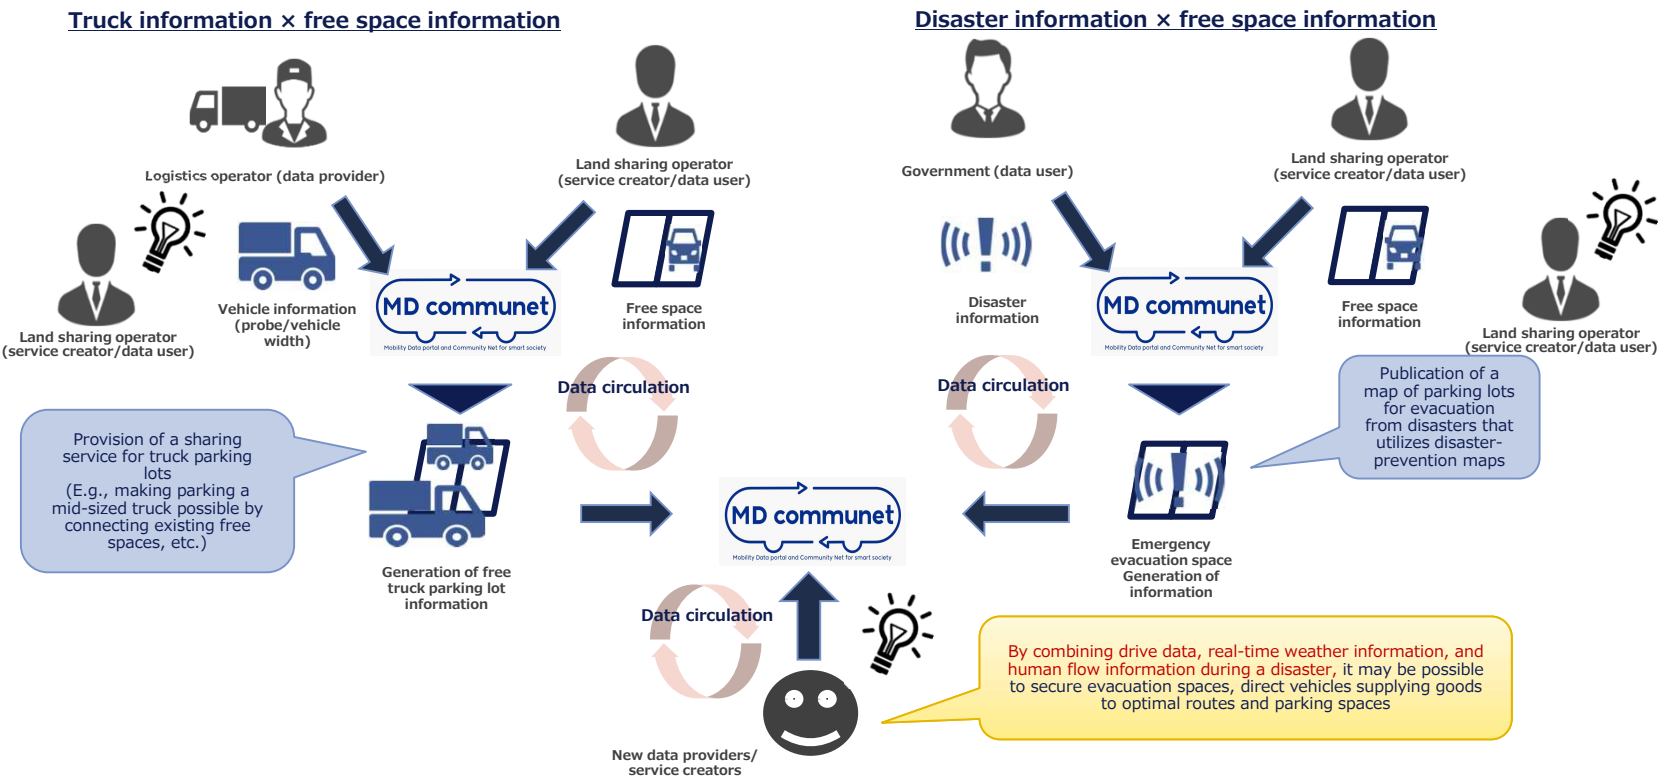 Truck information × free space information
Logistics operator (data provider)
Land sharing operator
(service creator/data user)
Land sharing operator
(service creator/data user)
Vehicle information
(probe/vehicle
width)
MD communet
Mobility Data portal and Community Net for smart society
Free space
information
Data circulation
Provision of a sharing
service for truck parking
lots
(E.g., making parking a
mid-sized truck possible by
connecting existing free
spaces, etc.)
Generation of free
truck parking lot
information
Disaster information × free space information
Government (data user)
Land sharing operator
(service creator/data user)
Disaster
information
MD communet
Mobility Data portal and Community Net for smart society
Free space
information
Land sharing operator
(service creator/data user)
Data circulation
Publication of a
map of parking lots
for evacuation
from disasters that
utilizes disaster-
prevention maps
Emergency
evacuation space
Generation of
information
MD communet
Mobility Data portal and Community Net for smart society
Data circulation
New data providers/
service creators
By combining drive data, real-time weather information, and
human flow information during a disaster, it may be possible
to secure evacuation spaces, direct vehicles supplying goods
to optimal routes and parking spaces